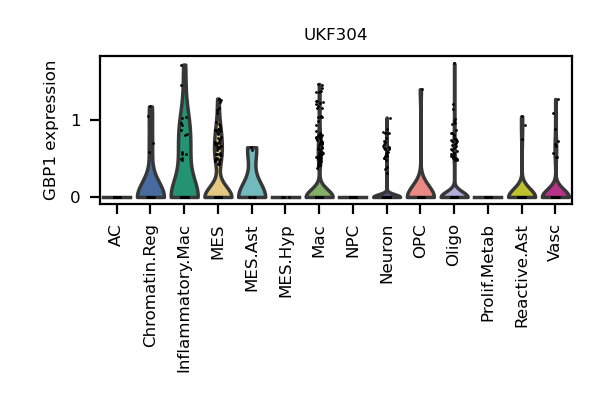 UKF304
GBP1 expression
1
0
AC
Chromatin.Reg
Inflammatory.Mac
MES
MES.Ast
MES.Hyp
Mac
NPC
Neuron
OPC
Oligo
Prolif.Metab
Reactive.Ast
Vasc